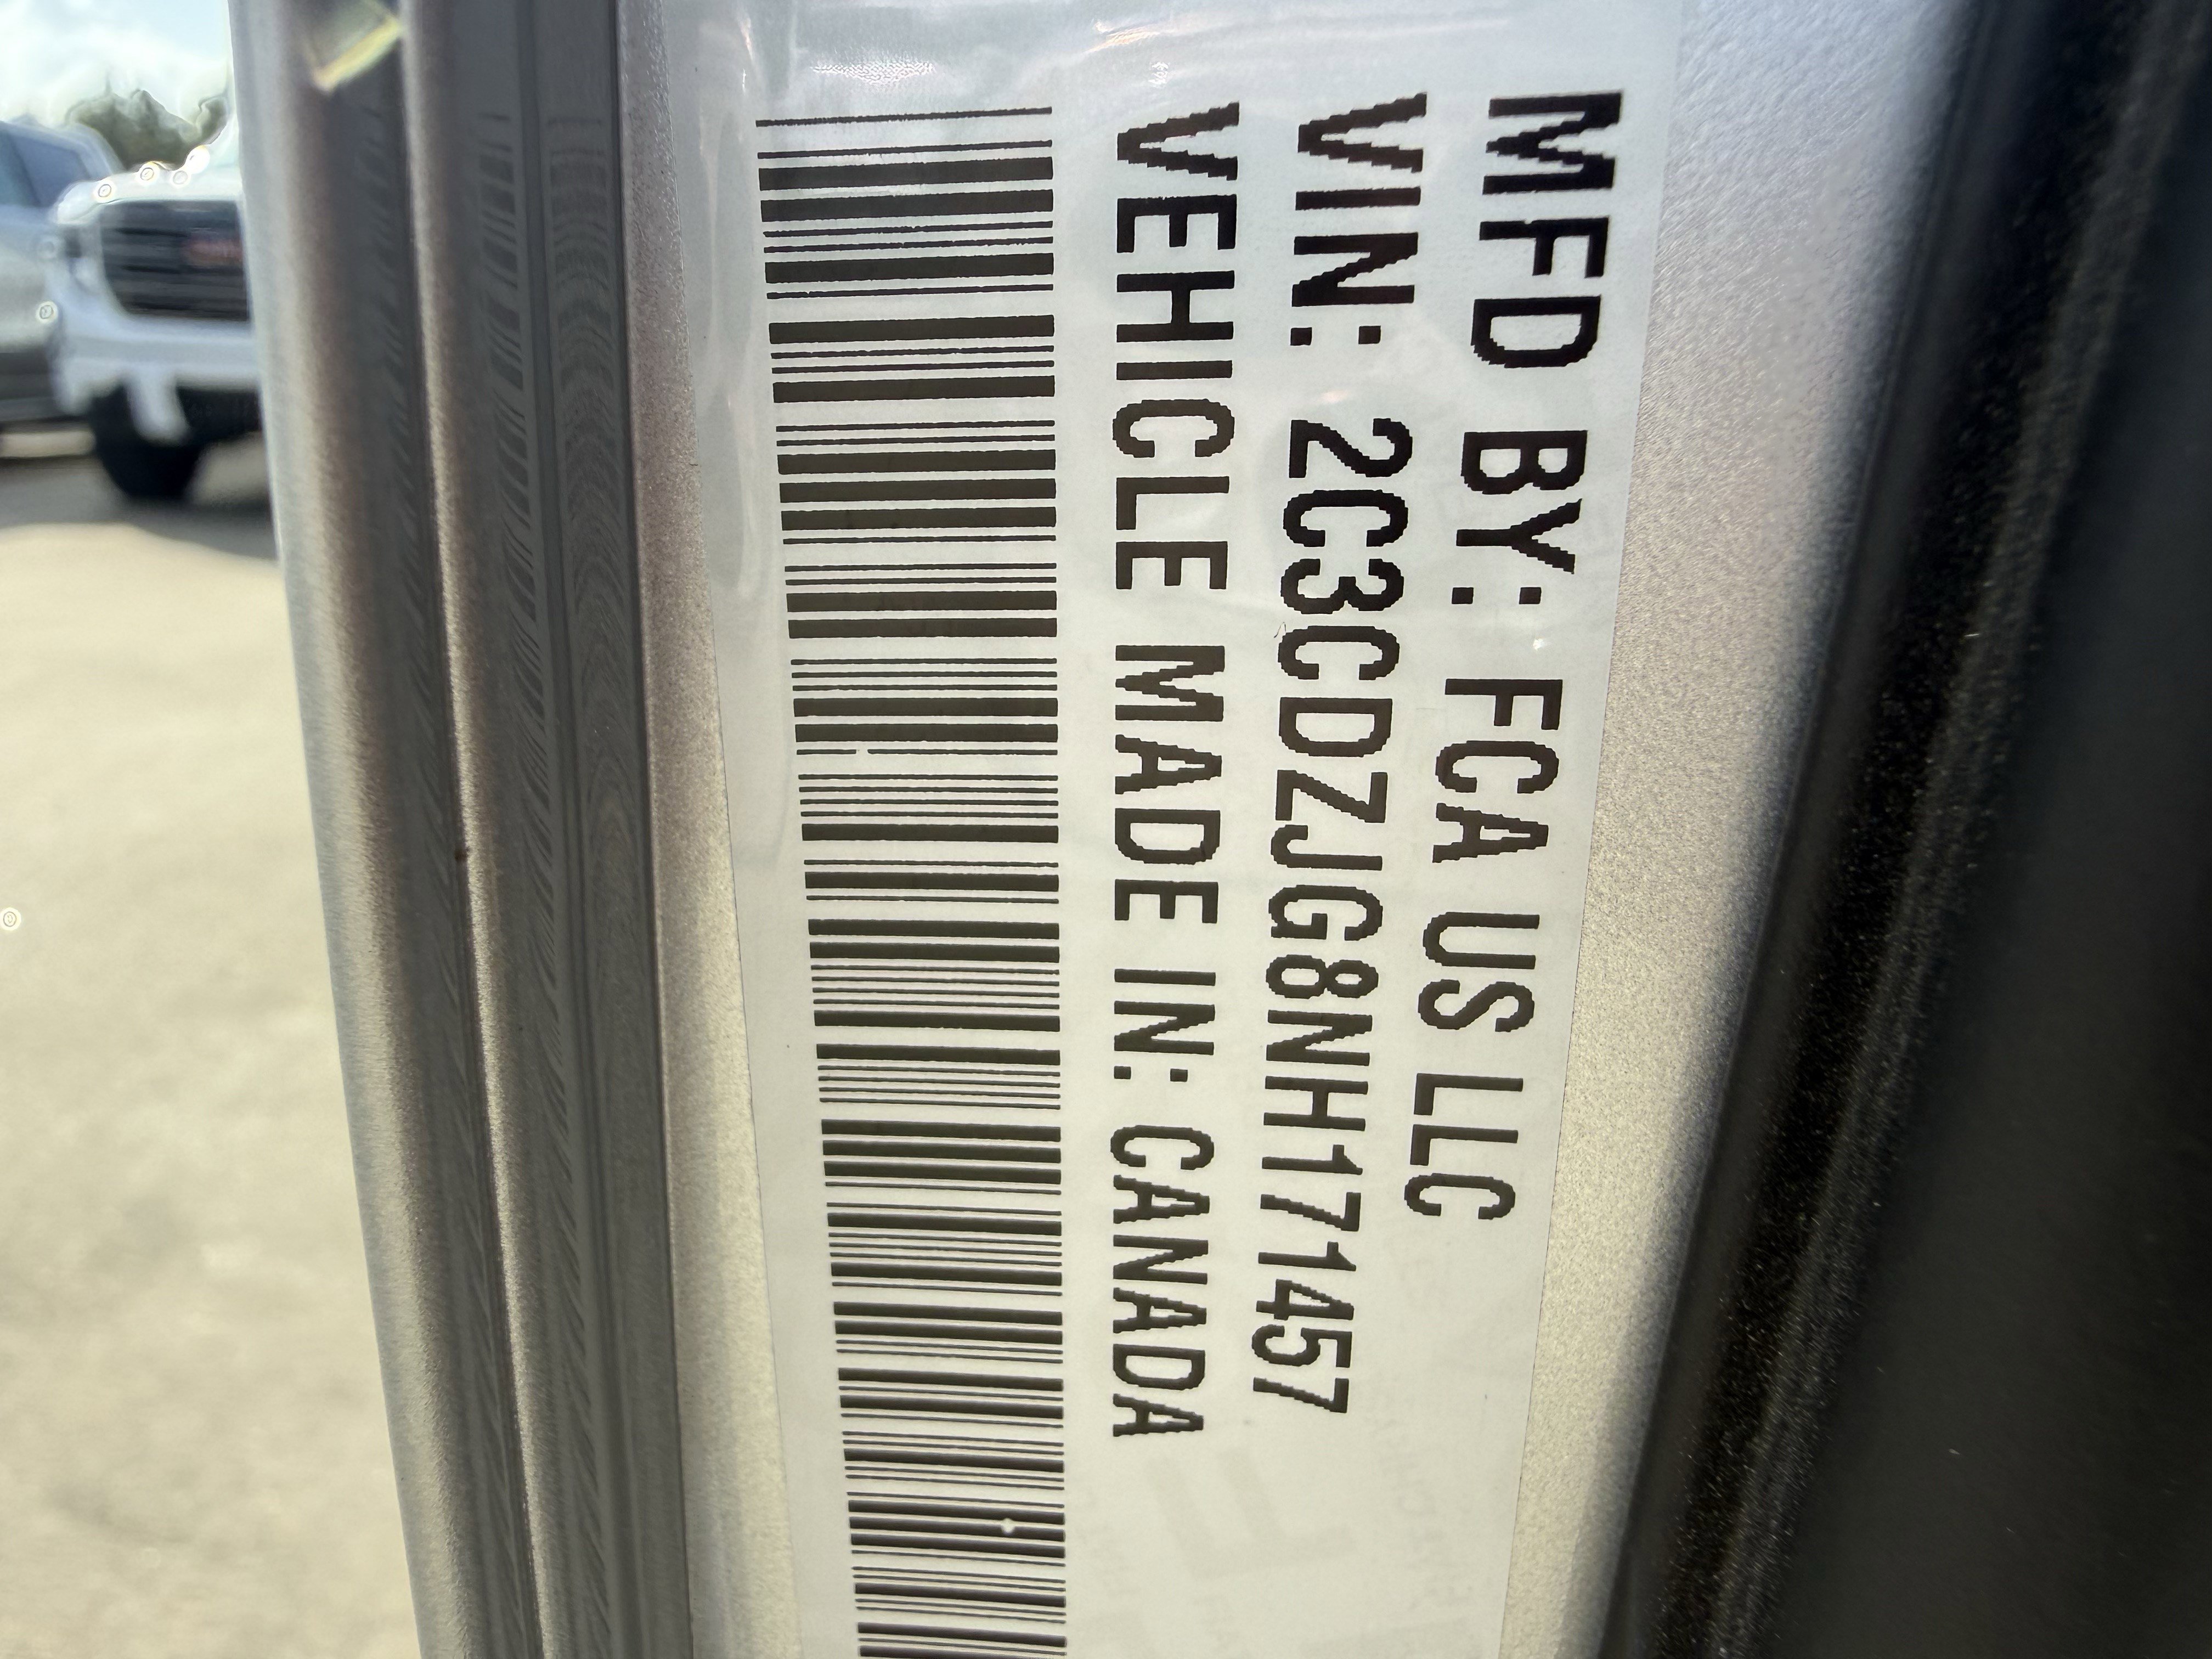 MFD BY: FCA US LLC
VIN: 2C3CDZJG8NH171457
VEHICLE MADE IN: CANADA